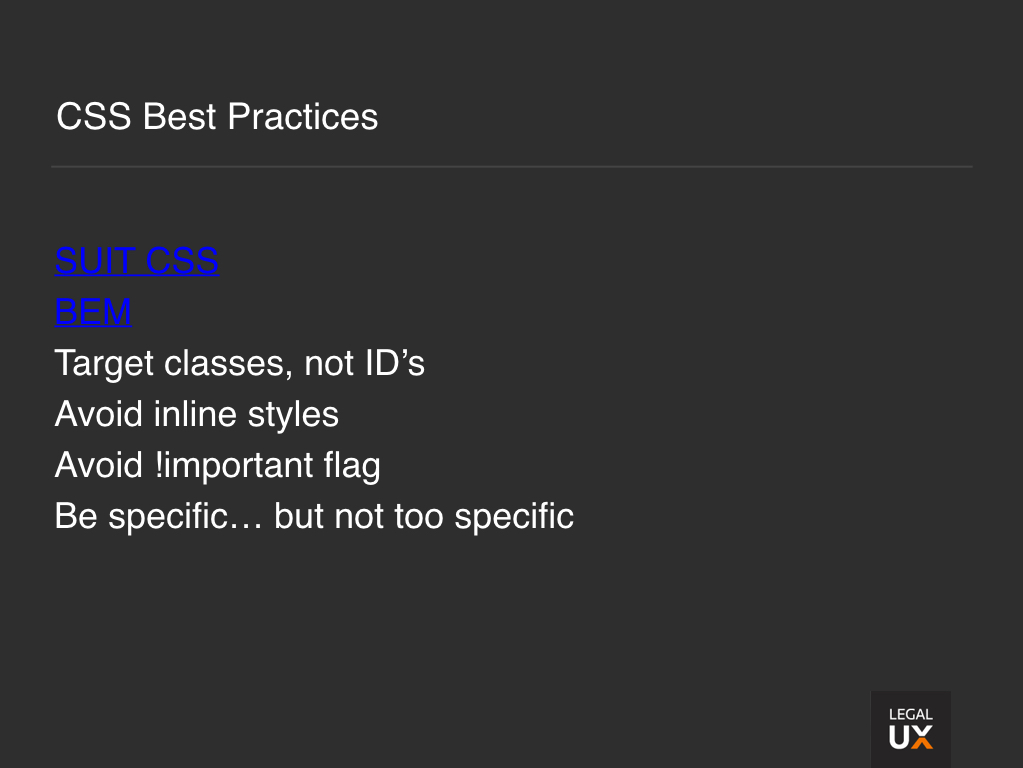 CSS Best Practices
SUIT CSS
BEM
Target classes, not ID’s
Avoid inline styles
Avoid !important flag
Be specific… but not too specific
LEGAL
UX